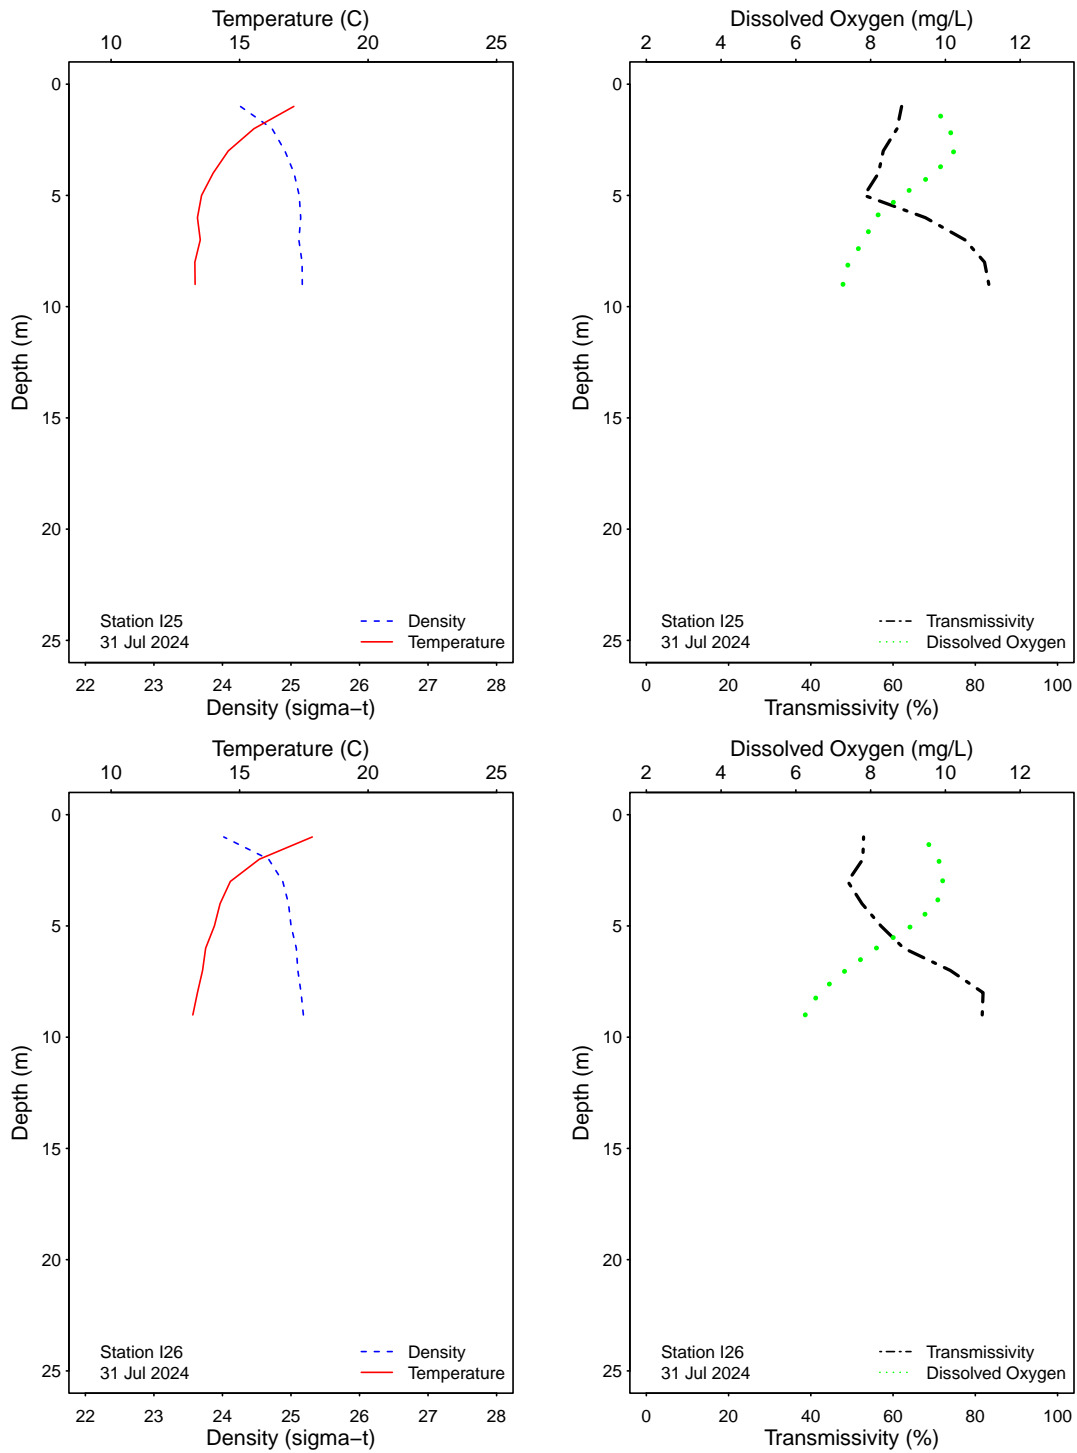 Temperature (C)
10 15 20 25
0
5
10
15
20
25
Depth (m)
Station I25
31 Jul 2024
Density
Temperature
22 23 24 25 26 27 28
Density (sigma−t)
Dissolved Oxygen (mg/L)
2 4 6 8 10 12
0
5
10
15
20
25
Depth (m)
Station I25
31 Jul 2024
Transmissivity
Dissolved Oxygen
0 20 40 60 80 100
Transmissivity (%)
Temperature (C)
10 15 20 25
0
5
10
15
20
25
Depth (m)
Station I26
31 Jul 2024
Density
Temperature
22 23 24 25 26 27 28
Density (sigma−t)
Dissolved Oxygen (mg/L)
2 4 6 8 10 12
0
5
10
15
20
25
Depth (m)
Station I26
31 Jul 2024
Transmissivity
Dissolved Oxygen
0 20 40 60 80 100
Transmissivity (%)